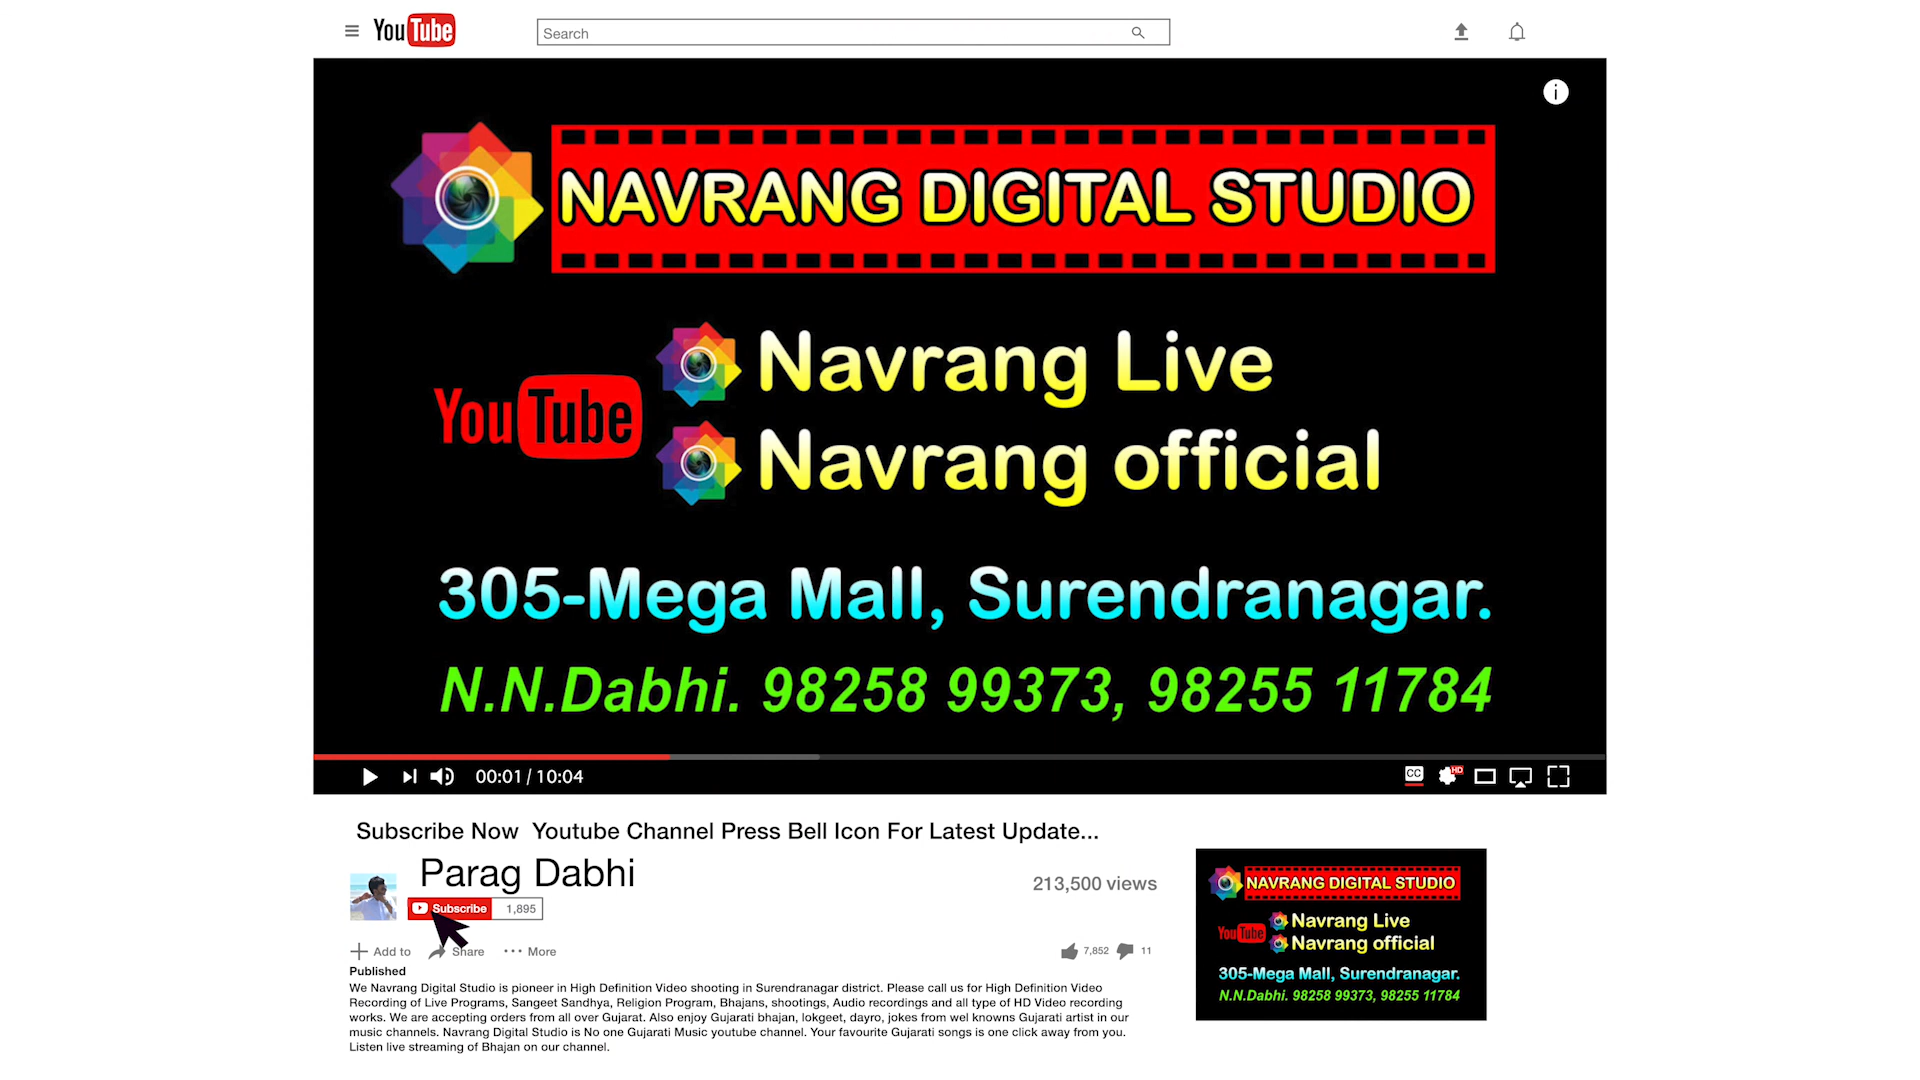 YouTube
Search
NAVRANG DIGITAL STUDIO
YouTube
Navrang Live
Navrang official
305-Mega Mall, Surendranagar.
N.N.Dabhi. 98258 99373, 98255 11784
00:01 / 10:04
CC
HD
Subscribe Now Youtube Channel Press Bell Icon For Latest Update...
Parag Dabhi
Subscribe 1,895
213,500 views
Add to Share More
7,852 11
Published
We Navrang Digital Studio is pioneer in High Definition Video shooting in Surendranagar district. Please call us for High Definition Video
Recording of Live Programs, Sangeet Sandhya, Religion Program, Bhajans, shootings, Audio recordings and all type of HD Video recording
works. We are accepting orders from all over Gujarat. Also enjoy Gujarati bhajan, lokgeet, dayro, jokes from wel knowns Gujarati artist in our
music channels. Navrang Digital Studio is No one Gujarati Music youtube channel. Your favourite Gujarati songs is one click away from you.
Listen live streaming of Bhajan on our channel.
NAVRANG DIGITAL STUDIO
YouTube
Navrang Live
Navrang official
305-Mega Mall, Surendranagar.
N.N.Dabhi. 98258 99373, 98255 11784